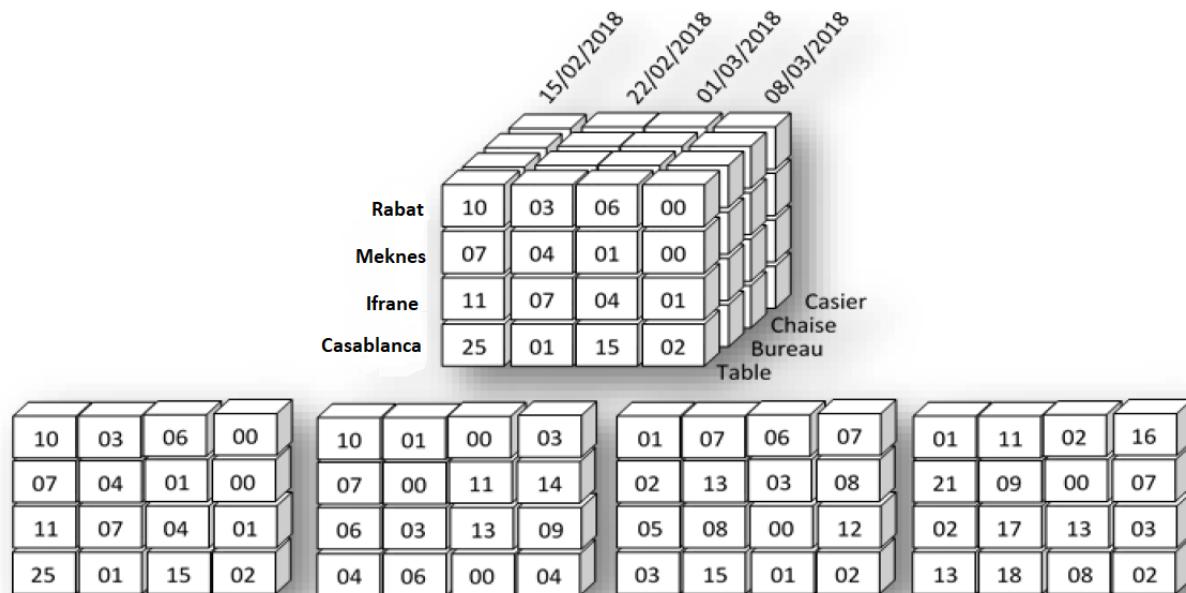 15/02/2018 22/02/2018 01/03/2018 08/03/2018
Rabat 10 03 06 00
Meknes 07 04 01 00
Ifrane 11 07 04 01
Casablanca 25 01 15 02
Casier
Chaise
Bureau
Table
10 03 06 00 10 01 00 03 01 07 06 07 01 11 02 16
07 04 01 00 07 00 11 14 02 13 03 08 21 09 00 07
11 07 04 01 06 03 13 09 05 08 00 12 02 17 13 03
25 01 15 02 04 06 00 04 03 15 01 02 13 18 08 02